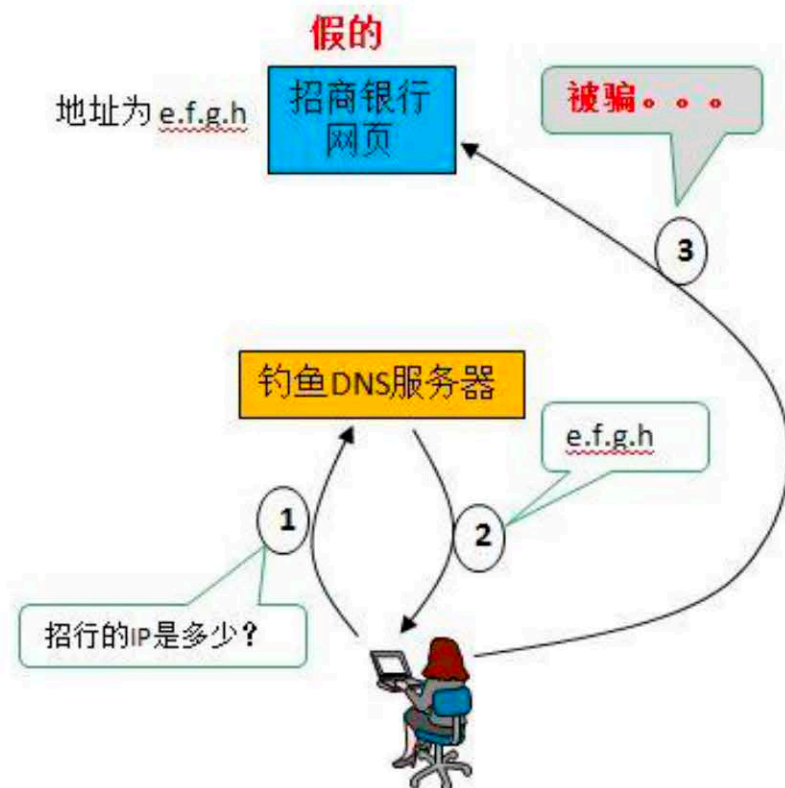 假的
地址为 e.f.g.h
招商银行
网页
被骗。。。
3
钓鱼DNS服务器
e.f.g.h
1
2
招行的IP是多少？